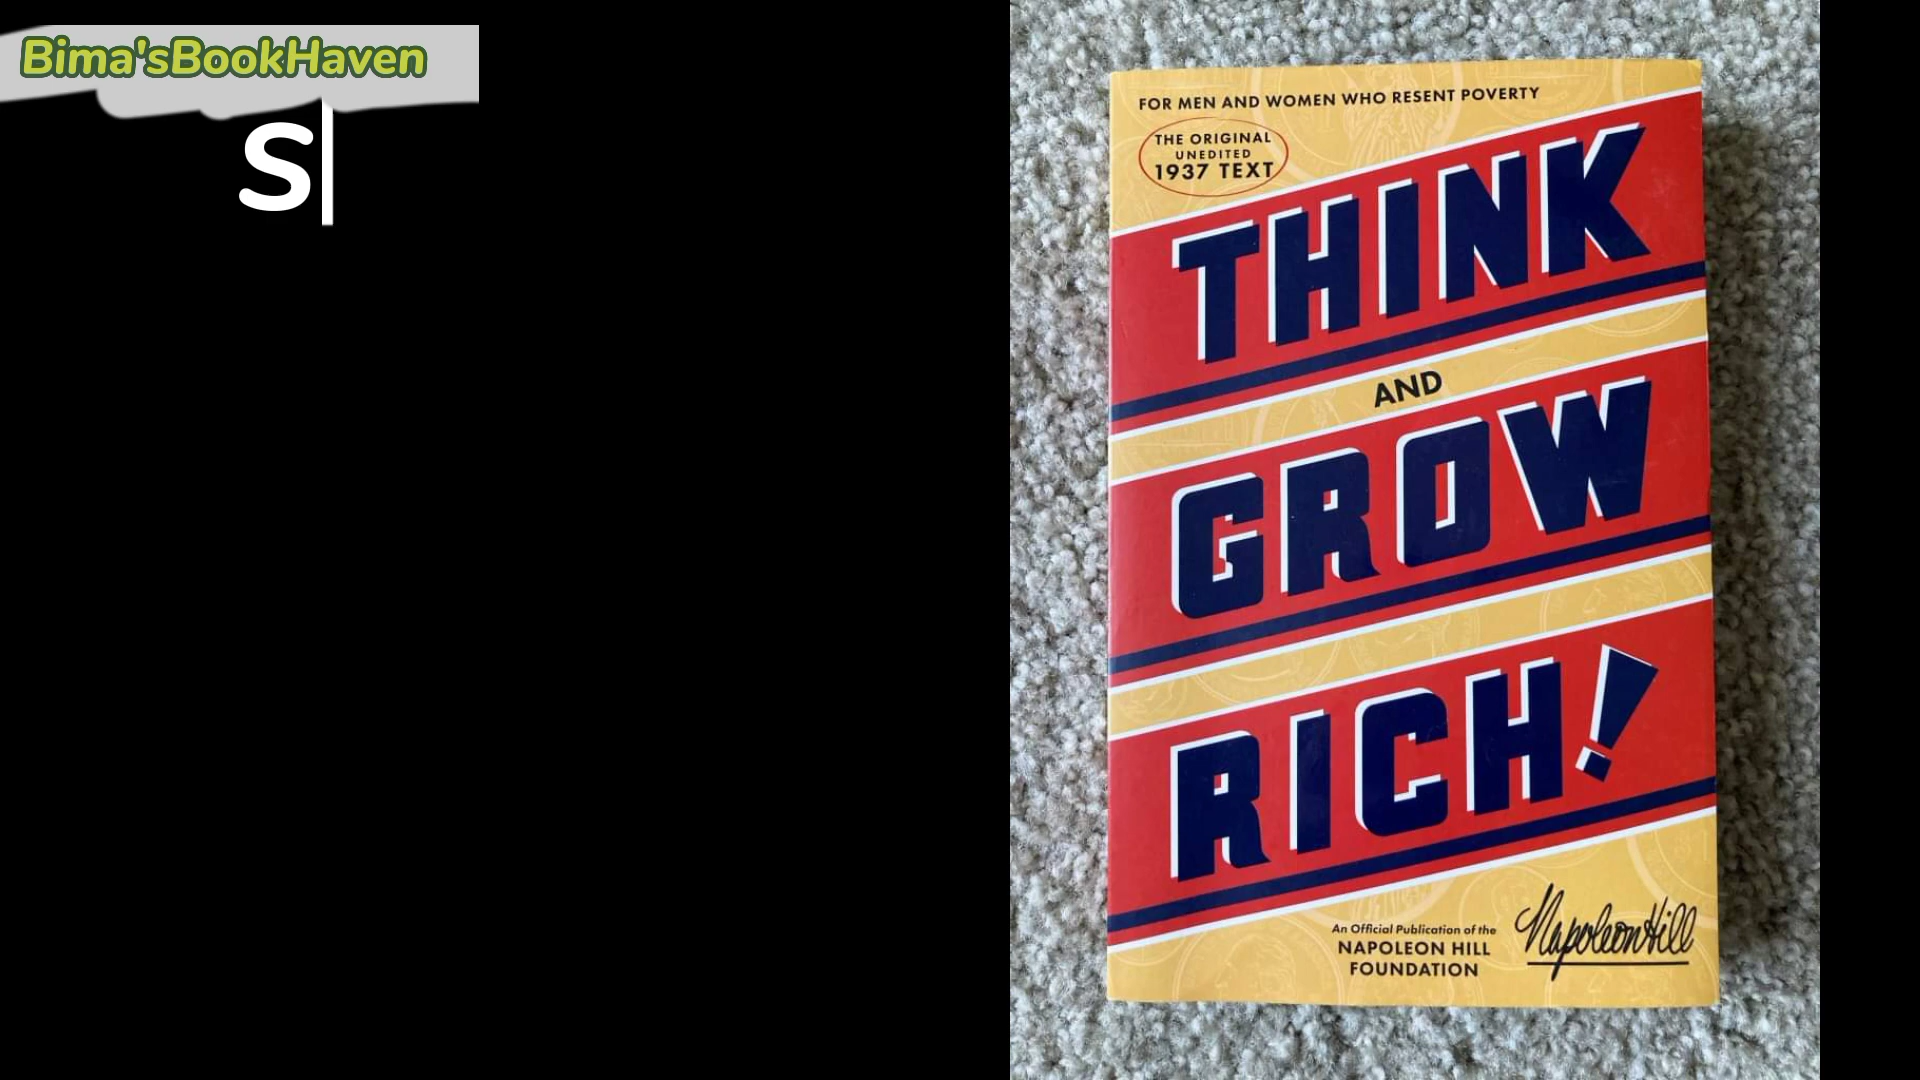 Bima'sBookHaven
S
FOR MEN AND WOMEN WHO RESENT POVERTY
THE ORIGINAL
UNEDITED
1937 TEXT
THINK
AND
GROW
RICH!
An Official Publication of the
NAPOLEON HILL
FOUNDATION
Napoleon Hill